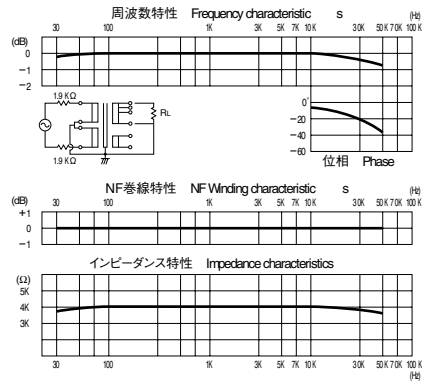 周波数特性 Frequency characteristic s
(Hz)
30 100 1K 3K 5K 7K 10K 30K 50K 70K 100K
(dB)
0
−1
−2
1.9 KΩ
RL
1.9 KΩ
0°
−20
−40
−60
位相 Phase
NF巻線特性 NF Winding characteristic s
(Hz)
30 100 1K 3K 5K 7K 10K 30K 50K 70K 100K
(dB)
+1
0
−1
インピーダンス特性 Impedance characteristics
(Ω)
5K
4K
3K
30 100 1K 3K 5K 7K 10K 30K 50K 70K 100K
(Hz)